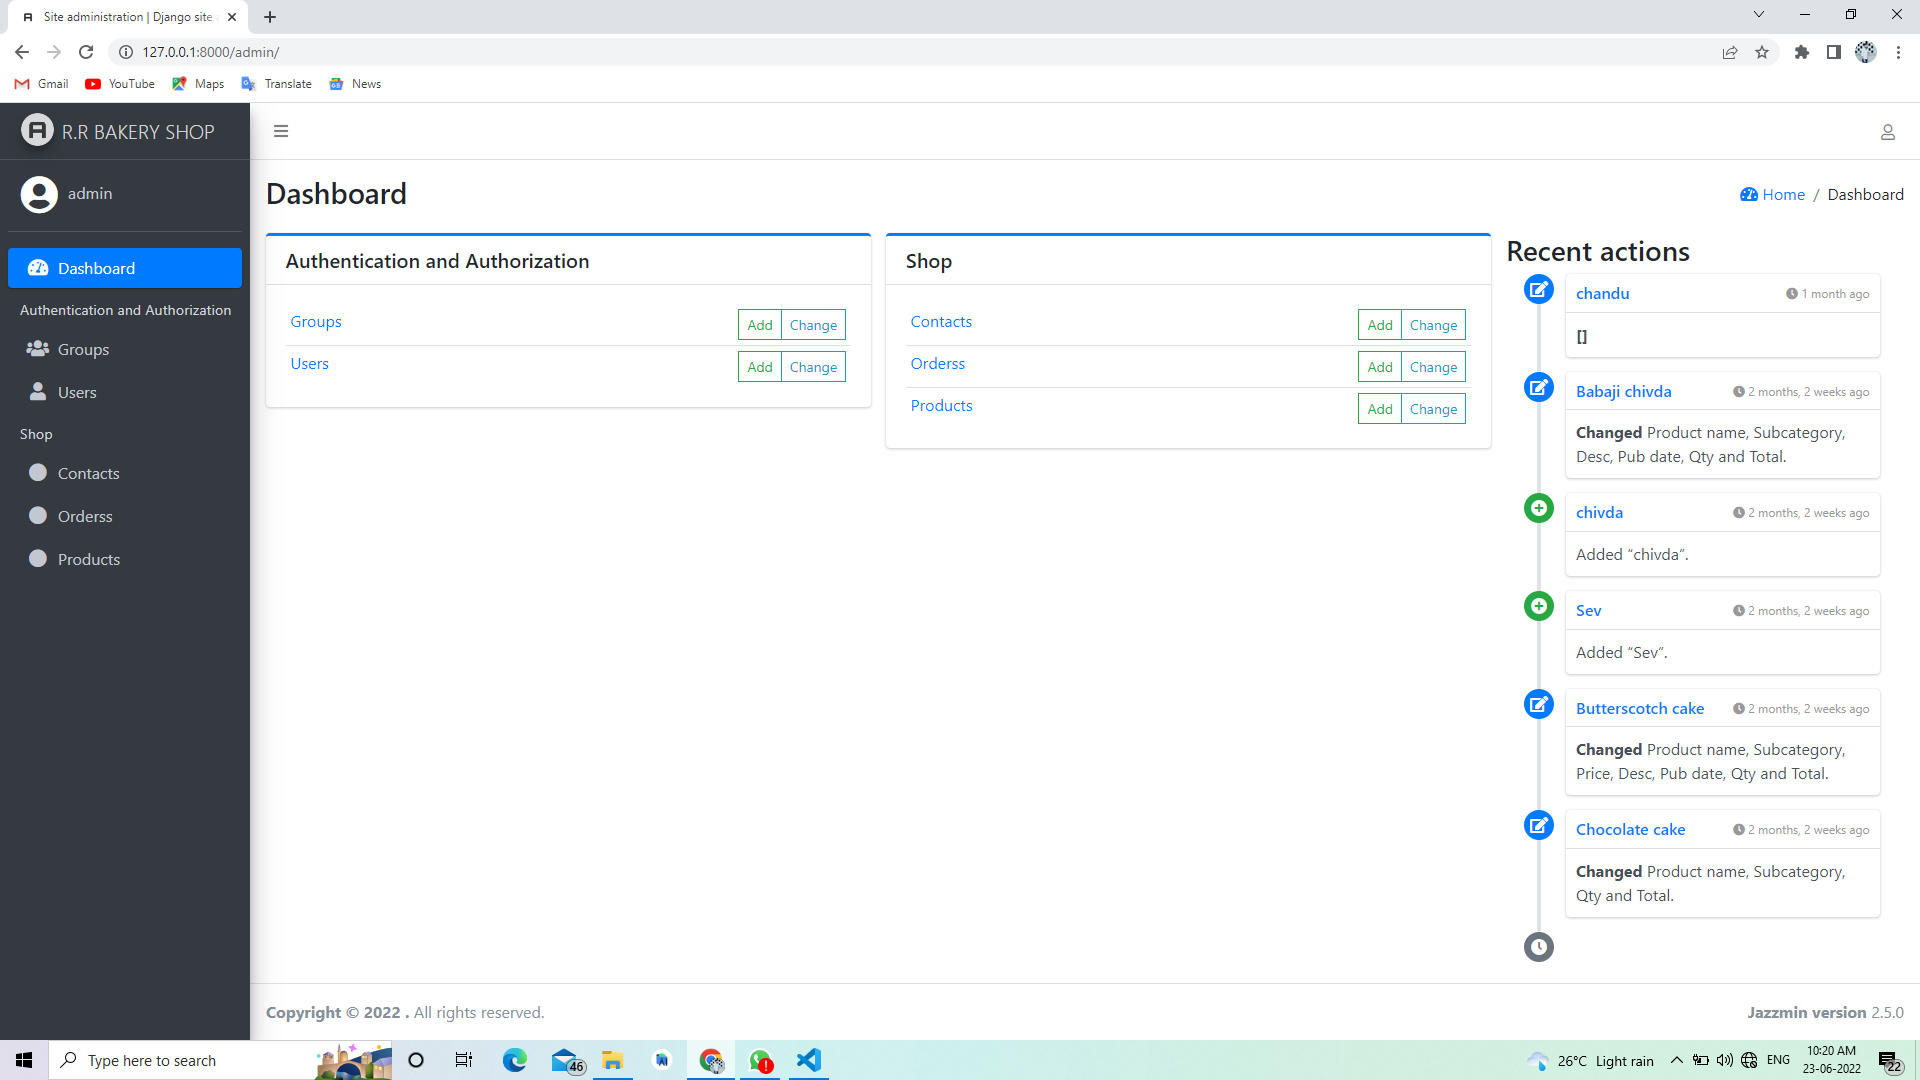 Site administration | Django site
127.0.0.1:8000/admin/
Gmail YouTube Maps Translate News
R.R BAKERY SHOP
admin
Dashboard
Authentication and Authorization
Groups
Users
Shop
Contacts
Orderss
Products
Dashboard
Home / Dashboard
Authentication and Authorization
Groups Add Change
Users Add Change
Shop
Contacts Add Change
Orderss Add Change
Products Add Change
Recent actions
chandu 1 month ago
[]
Babaji chivda 2 months, 2 weeks ago
Changed Product name, Subcategory,
Desc, Pub date, Qty and Total.
chivda 2 months, 2 weeks ago
Added “chivda”.
Sev 2 months, 2 weeks ago
Added “Sev”.
Butterscotch cake 2 months, 2 weeks ago
Changed Product name, Subcategory,
Price, Desc, Pub date, Qty and Total.
Chocolate cake 2 months, 2 weeks ago
Changed Product name, Subcategory,
Qty and Total.
Copyright © 2022 . All rights reserved.
Jazzmin version 2.5.0
Type here to search
46
26°C Light rain
ENG
10:20 AM
23-06-2022
22